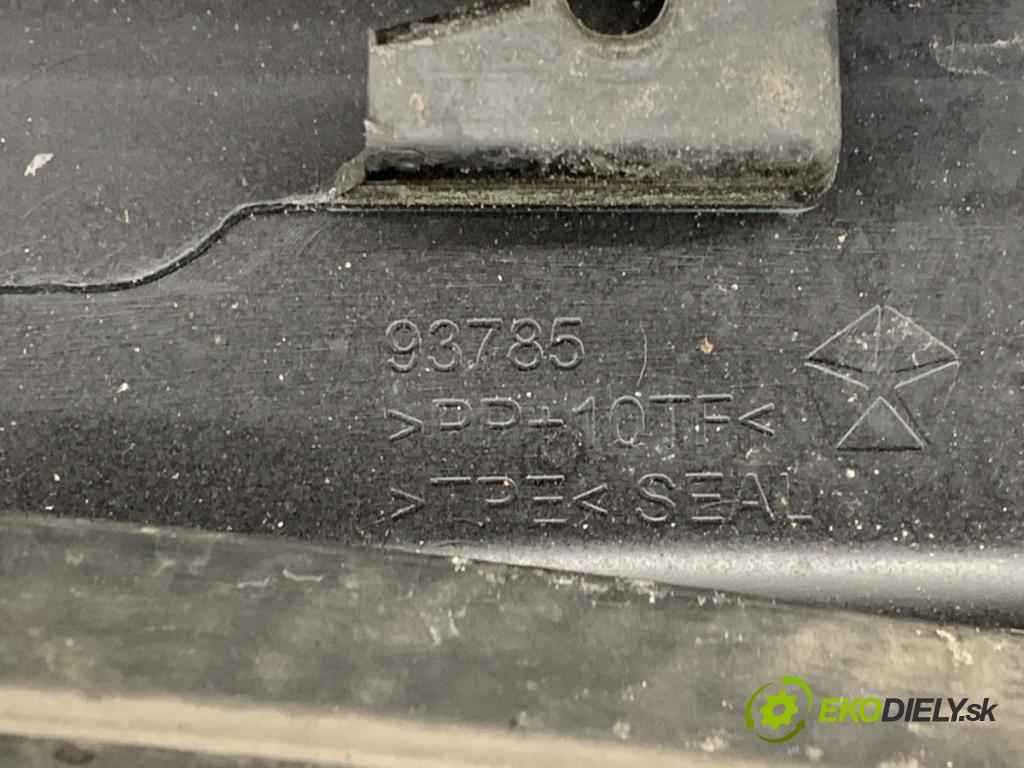 93785
>PP+10TF<
>TPE< SEAL
EKODIELY.sk